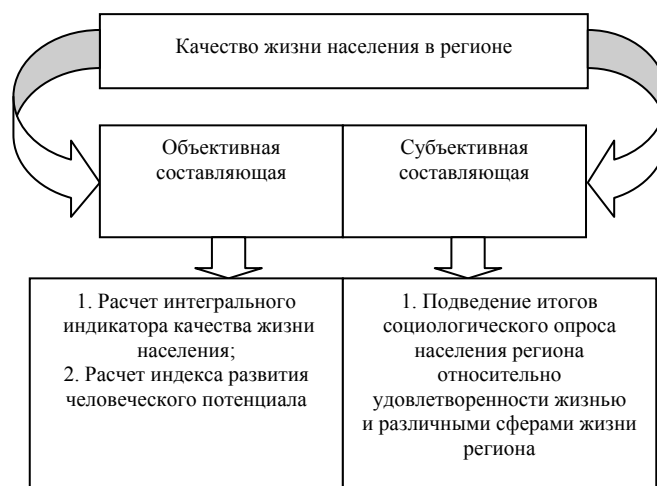 Качество жизни населения в регионе
Объективная
составляющая
Субъективная
составляющая
1. Расчет интегрального
индикатора качества жизни
населения;
2. Расчет индекса развития
человеческого потенциала
1. Подведение итогов
социологического опроса
населения региона
относительно
удовлетворенности жизнью
и различными сферами жизни
региона